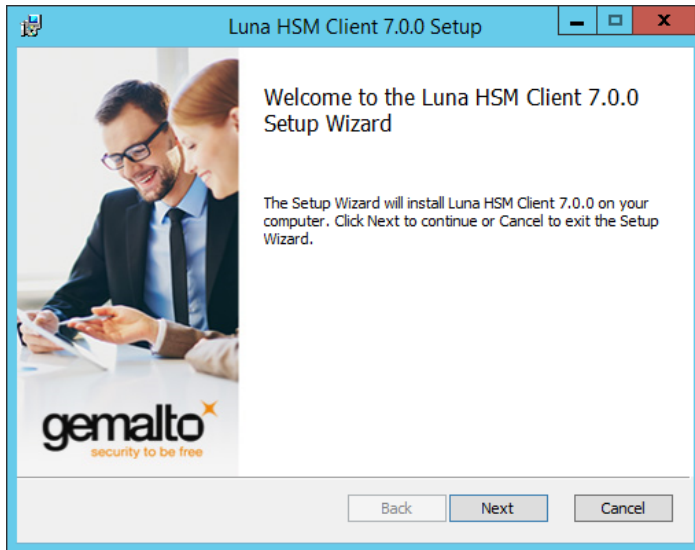 Luna HSM Client 7.0.0 Setup
Welcome to the Luna HSM Client 7.0.0
Setup Wizard
The Setup Wizard will install Luna HSM Client 7.0.0 on your
computer. Click Next to continue or Cancel to exit the Setup
Wizard.
gemalto
security to be free
Back Next Cancel